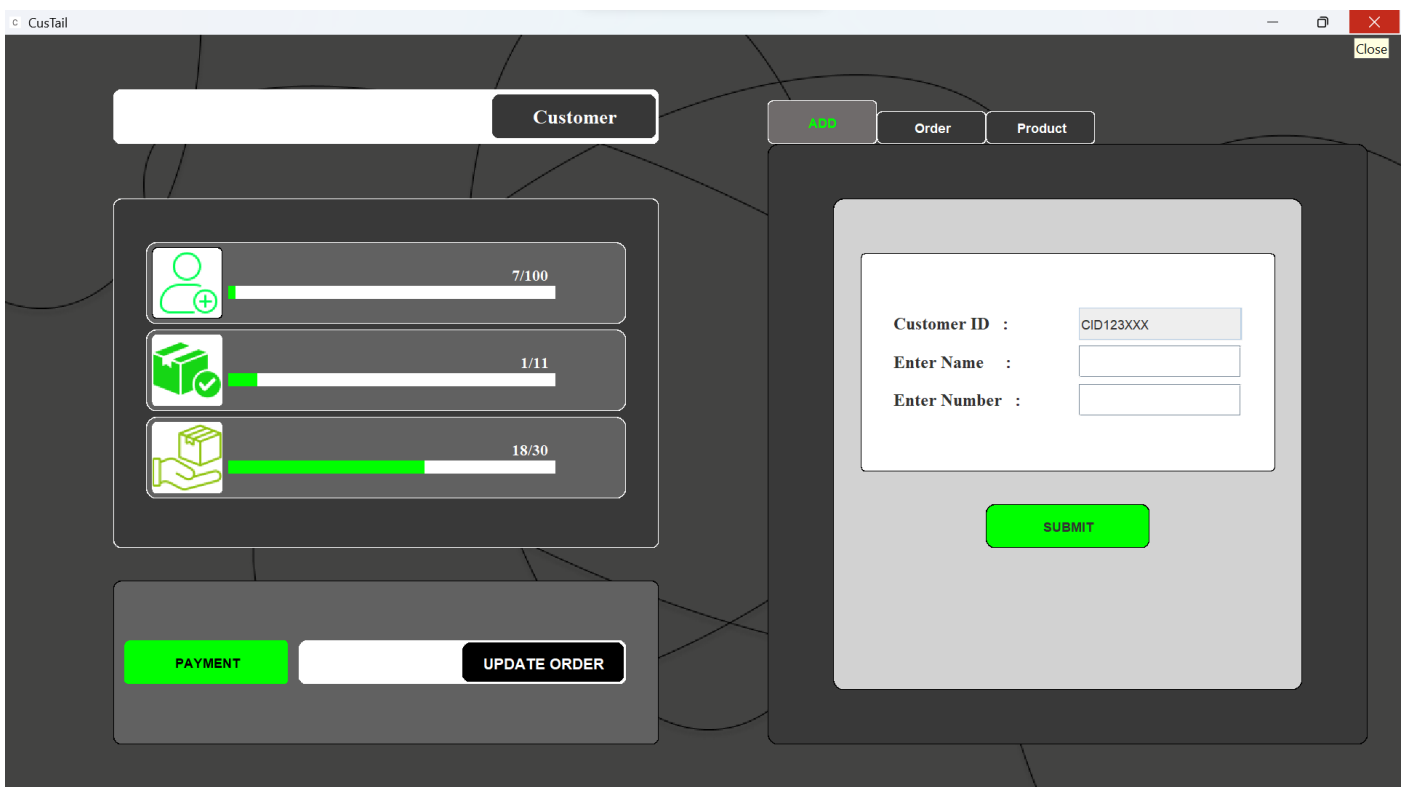 C CusTail
Close
Customer
ADD
Order
Product
7/100
1/11
18/30
Customer ID :
CID123XXX
Enter Name :
Enter Number :
SUBMIT
PAYMENT
UPDATE ORDER